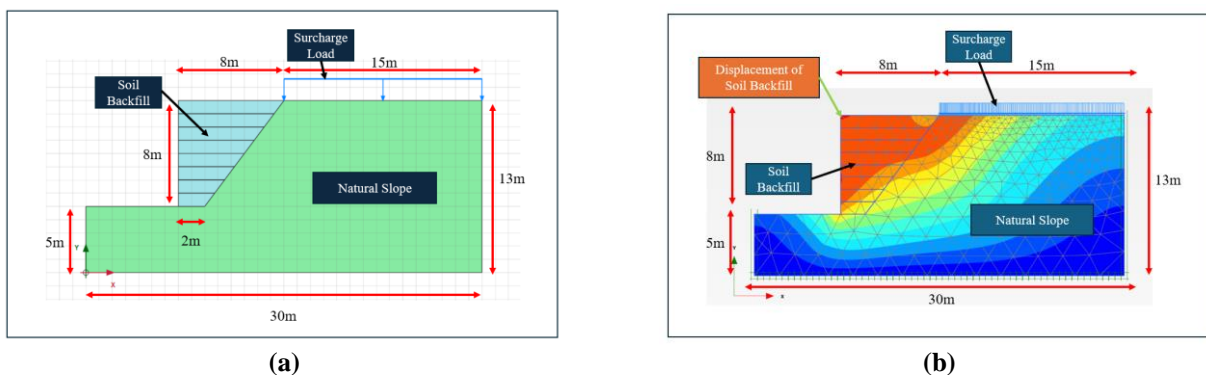 Surcharge
Load
8m
15m
Soil
Backfill
8m
Natural Slope
13m
5m
2m
Y
X
30m
(a)
Surcharge
Load
8m
15m
Displacement of
Soil Backfill
8m
Soil
Backfill
13m
Natural Slope
5m
Y
X
30m
(b)